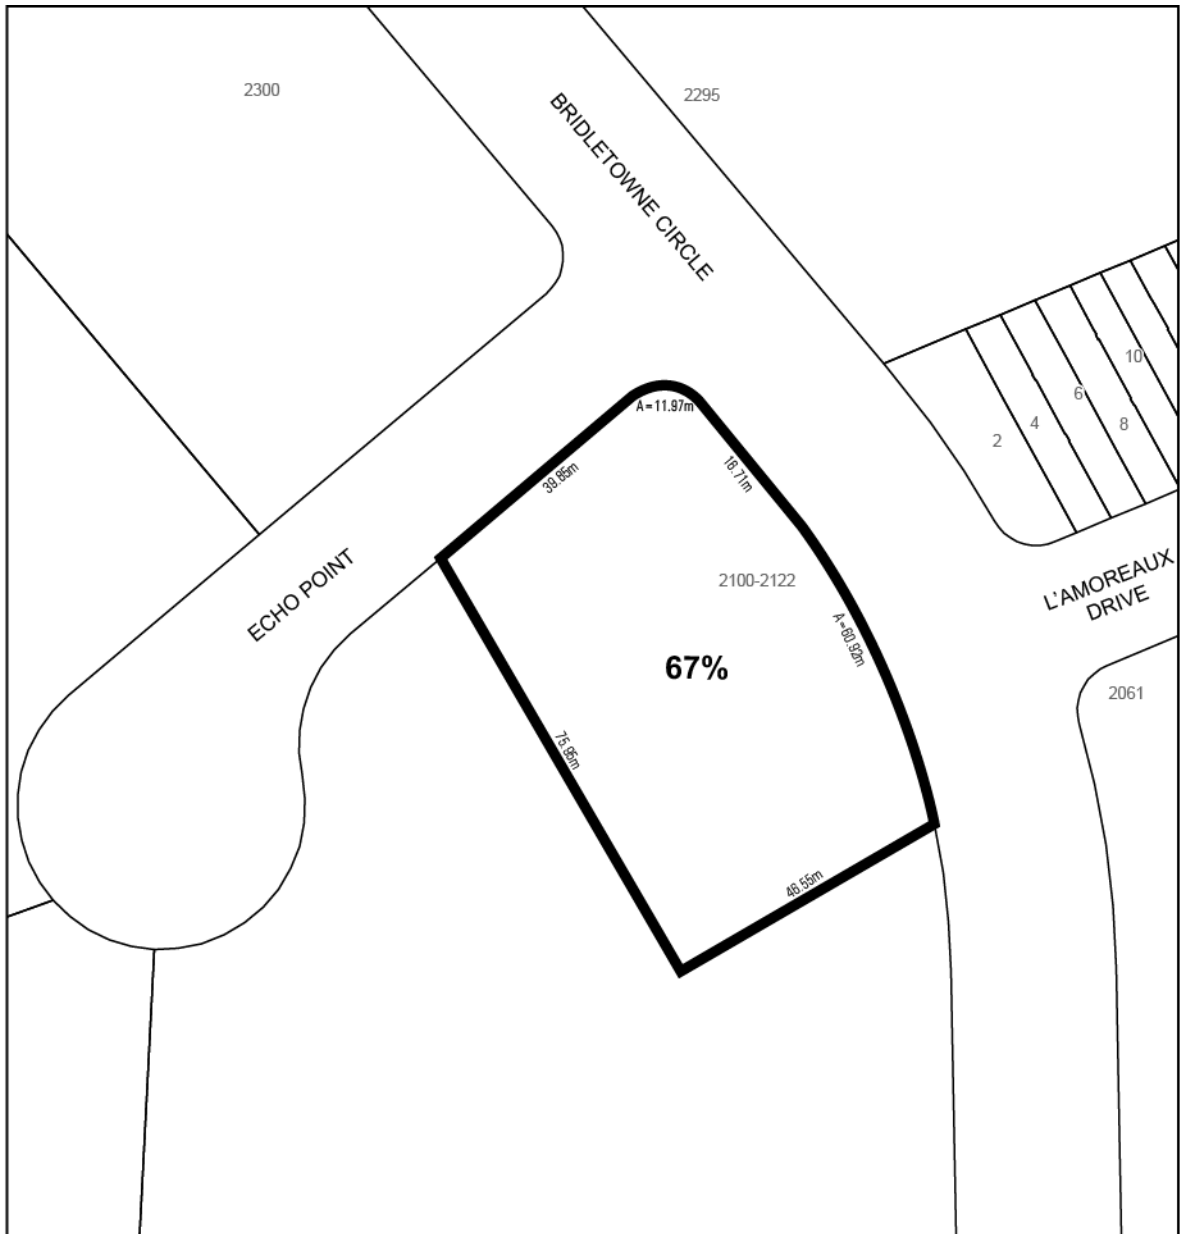 2300
2295
BRIDLETOWNE CIRCLE
10
6
8
4
2
A=11.97m
39.85m
18.71m
ECHO POINT
2100-2122
L'AMOREAUX
DRIVE
A=60.92m
67%
2061
75.95m
46.55m